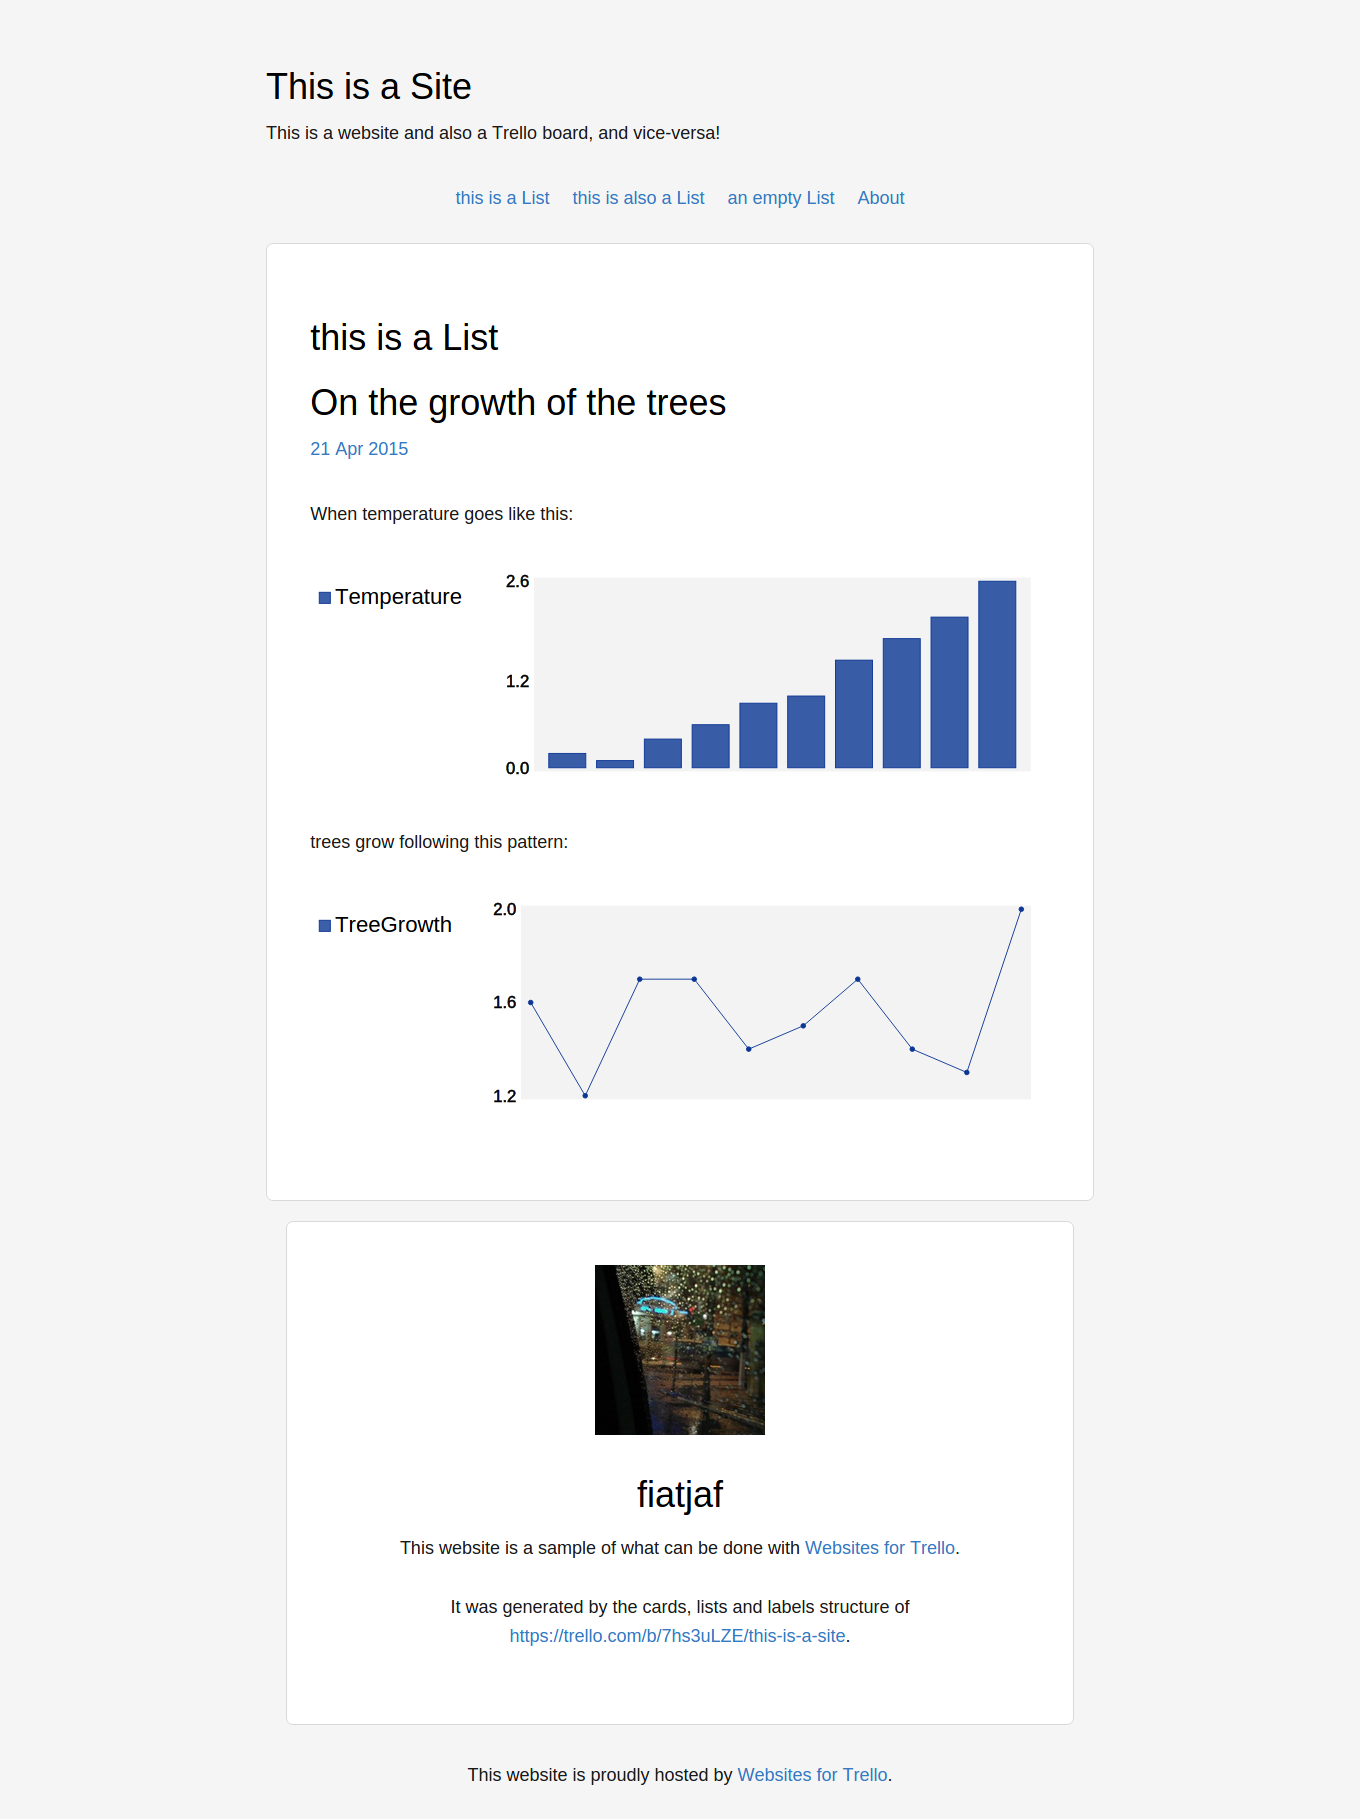 This is a Site
This is a website and also a Trello board, and vice-versa!
this is a List this is also a List an empty List About
this is a List
On the growth of the trees
21 Apr 2015
When temperature goes like this:
Temperature
2.6
1.2
0.0
trees grow following this pattern:
TreeGrowth
2.0
1.6
1.2
fiatjaf
This website is a sample of what can be done with Websites for Trello.
It was generated by the cards, lists and labels structure of
https://trello.com/b/7hs3uLZE/this-is-a-site.
This website is proudly hosted by Websites for Trello.